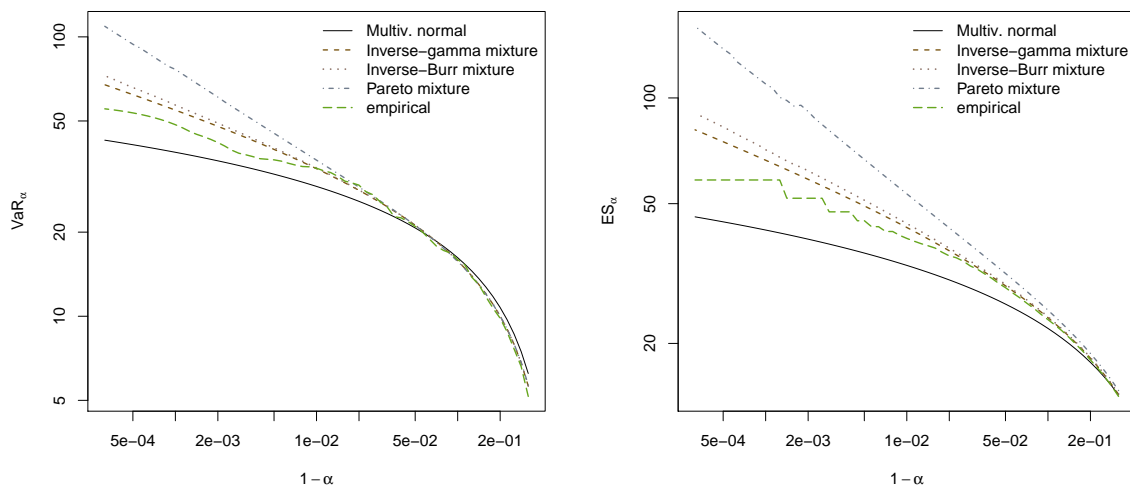 VaRα
100
50
20
10
5
Multiv. normal
Inverse−gamma mixture
Inverse−Burr mixture
Pareto mixture
empirical
5e−04 2e−03 1e−02 5e−02 2e−01
1 − α
ESα
100
50
20
Multiv. normal
Inverse−gamma mixture
Inverse−Burr mixture
Pareto mixture
empirical
5e−04 2e−03 1e−02 5e−02 2e−01
1 − α